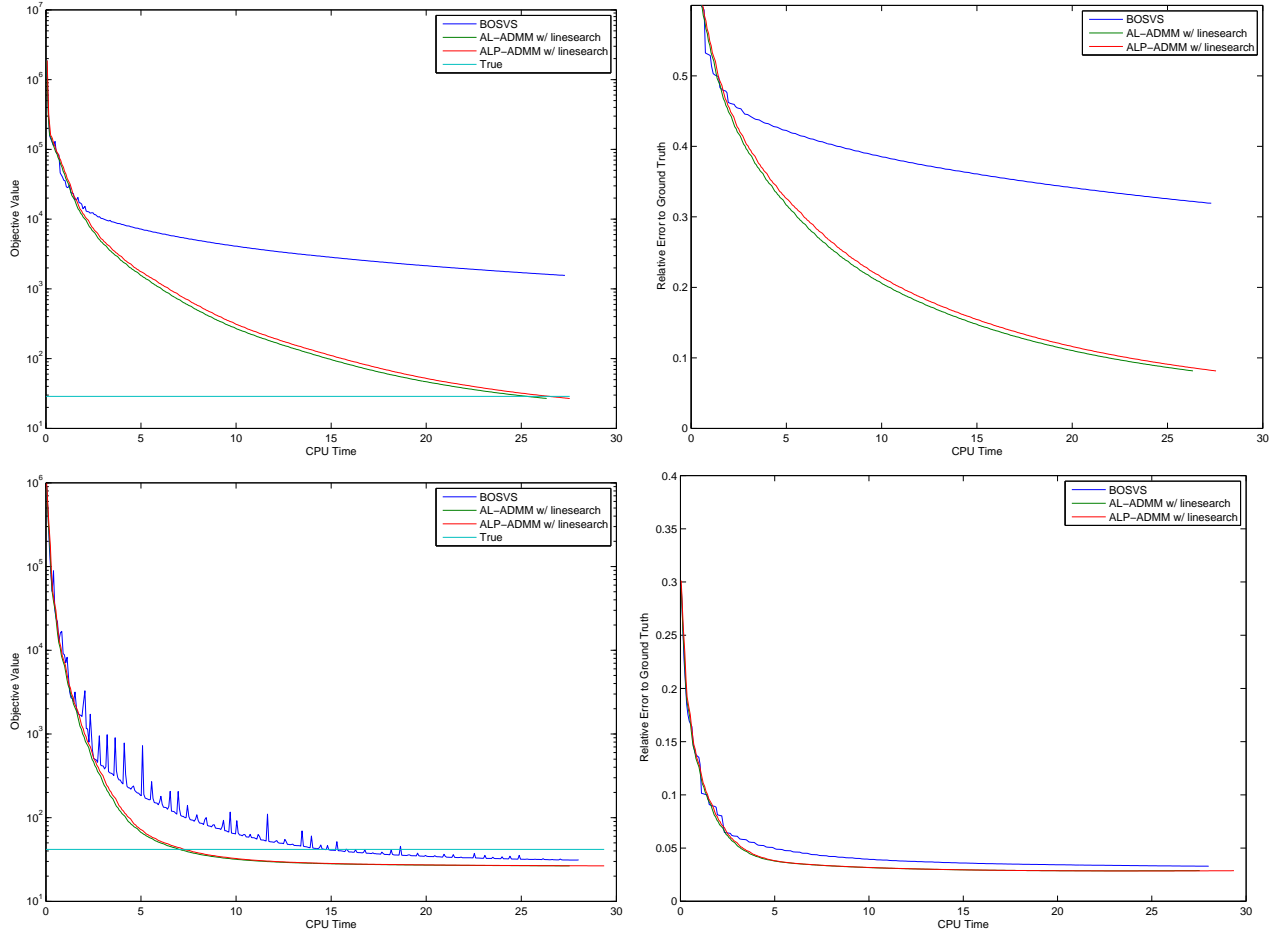 10^7
10^6
10^5
10^4
10^3
10^2
10^1
Objective Value
0
5
10
15
20
25
30
CPU Time
BOSVS
AL-ADMM w/ linesearch
ALP-ADMM w/ linesearch
True
0.5
0.4
0.3
0.2
0.1
0
Relative Error to Ground Truth
0
5
10
15
20
25
30
CPU Time
BOSVS
AL-ADMM w/ linesearch
ALP-ADMM w/ linesearch
10^6
10^5
10^4
10^3
10^2
10^1
Objective Value
0
5
10
15
20
25
30
CPU Time
BOSVS
AL-ADMM w/ linesearch
ALP-ADMM w/ linesearch
True
0.4
0.35
0.3
0.25
0.2
0.15
0.1
0.05
0
Relative Error to Ground Truth
0
5
10
15
20
25
30
CPU Time
BOSVS
AL-ADMM w/ linesearch
ALP-ADMM w/ linesearch